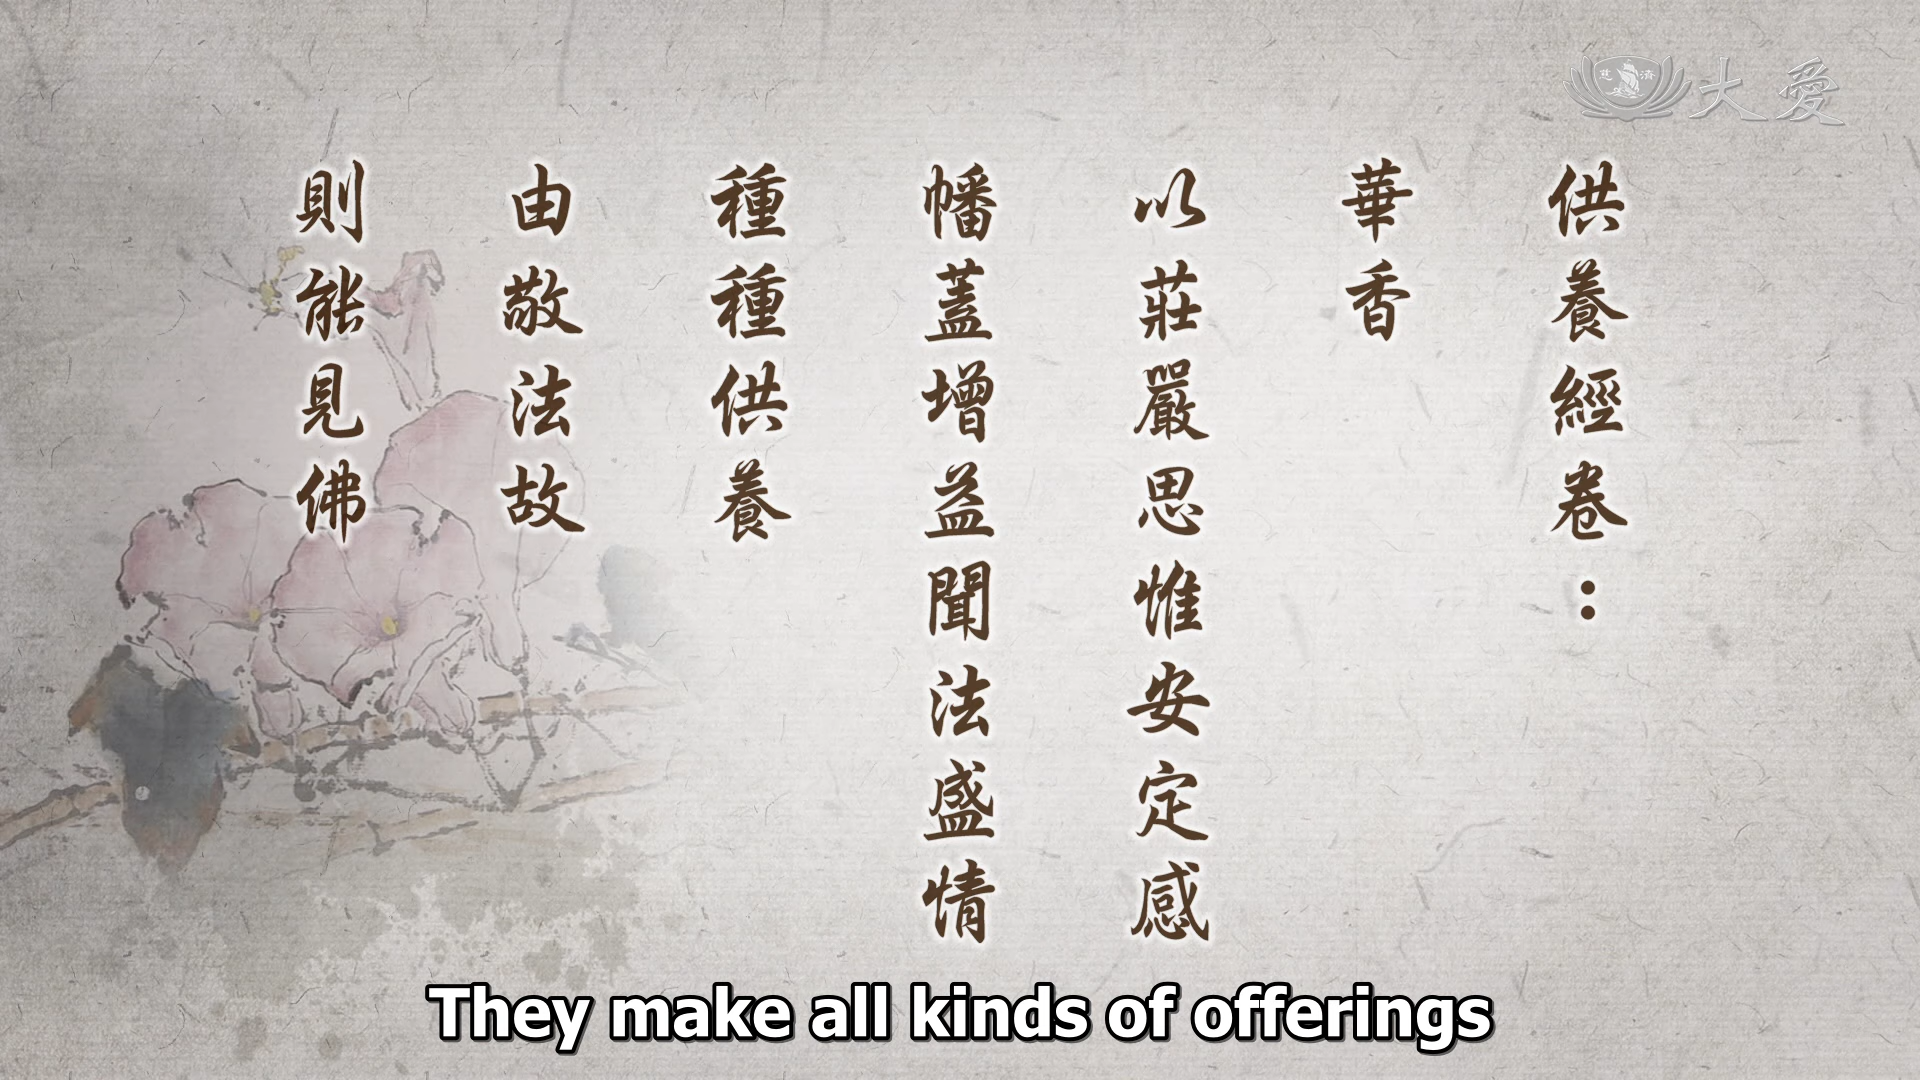 慈濟
大愛
供養經卷：
華香
以莊嚴思惟安定感
幡蓋增益聞法盛情
種種供養
由敬法故
則能見佛
They make all kinds of offerings